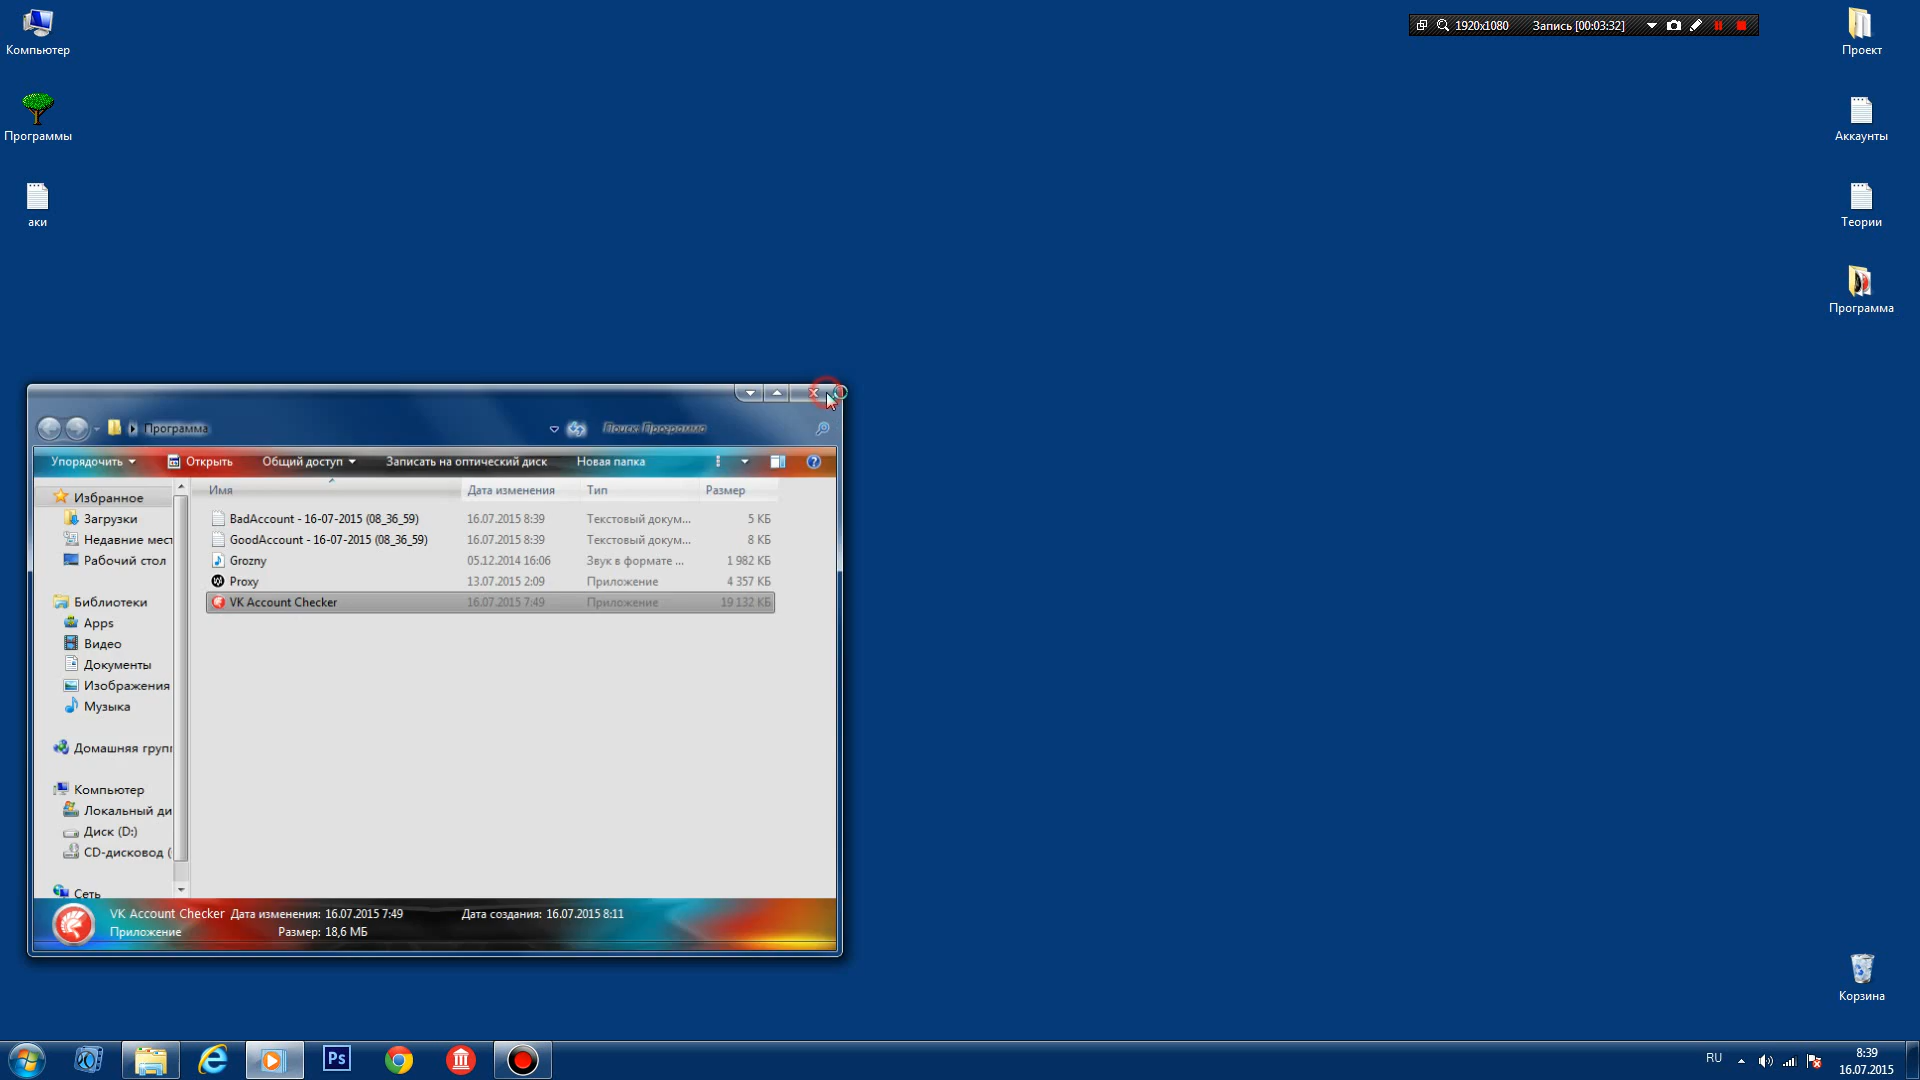 Компьютер
Программы
аки
1920x1080 Запись [00:03:32]
Проект
Аккаунты
Теории
Программа
Программа
Поиск: Программа
Упорядочить Открыть Общий доступ Записать на оптический диск Новая папка
Имя Дата изменения Тип Размер
BadAccount - 16-07-2015 (08_36_59) 16.07.2015 8:39 Текстовый докум... 5 КБ
GoodAccount - 16-07-2015 (08_36_59) 16.07.2015 8:39 Текстовый докум... 8 КБ
Grozny 05.12.2014 16:06 Звук в формате ... 1 982 КБ
Proxy 13.07.2015 2:09 Приложение 4 357 КБ
VK Account Checker 16.07.2015 7:49 Приложение 19 132 КБ
Избранное
Загрузки
Недавние мест
Рабочий стол
Библиотеки
Apps
Видео
Документы
Изображения
Музыка
Домашняя групп
Компьютер
Локальный ди
Диск (D:)
CD-дисковод (
Сеть
VK Account Checker Дата изменения: 16.07.2015 7:49 Дата создания: 16.07.2015 8:11
Приложение Размер: 18,6 МБ
Корзина
Ps
RU
8:39
16.07.2015